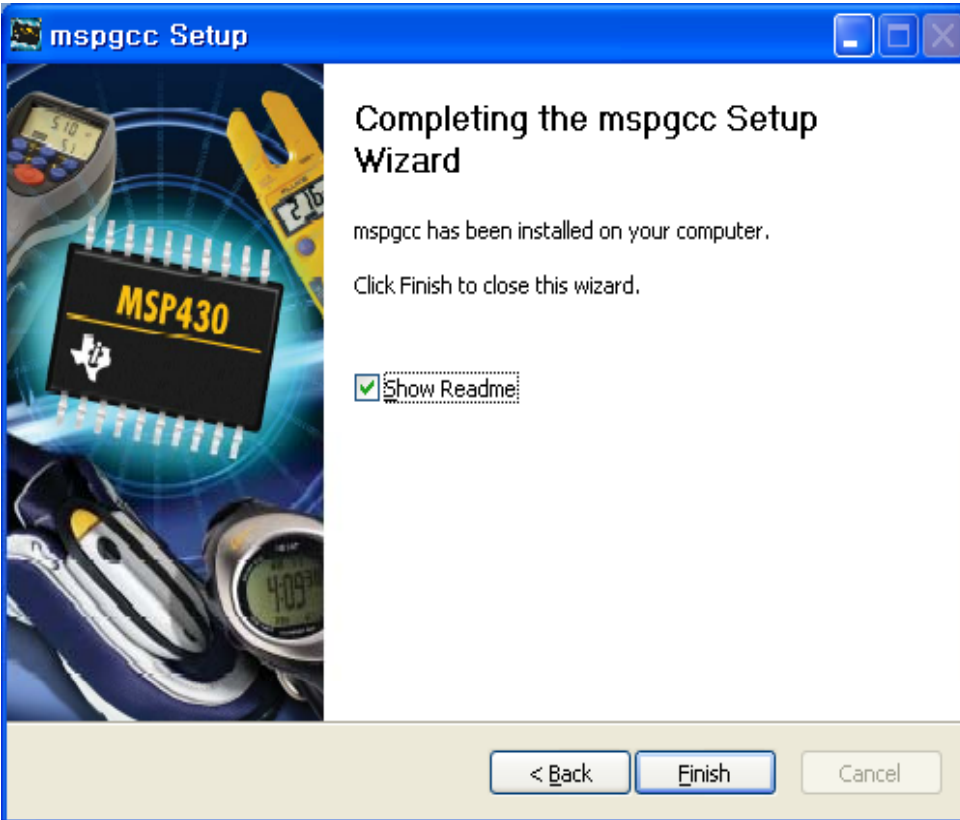 mspgcc Setup
Completing the mspgcc Setup
Wizard
mspgcc has been installed on your computer.
Click Finish to close this wizard.
Show Readme
MSP430
< Back
Finish
Cancel